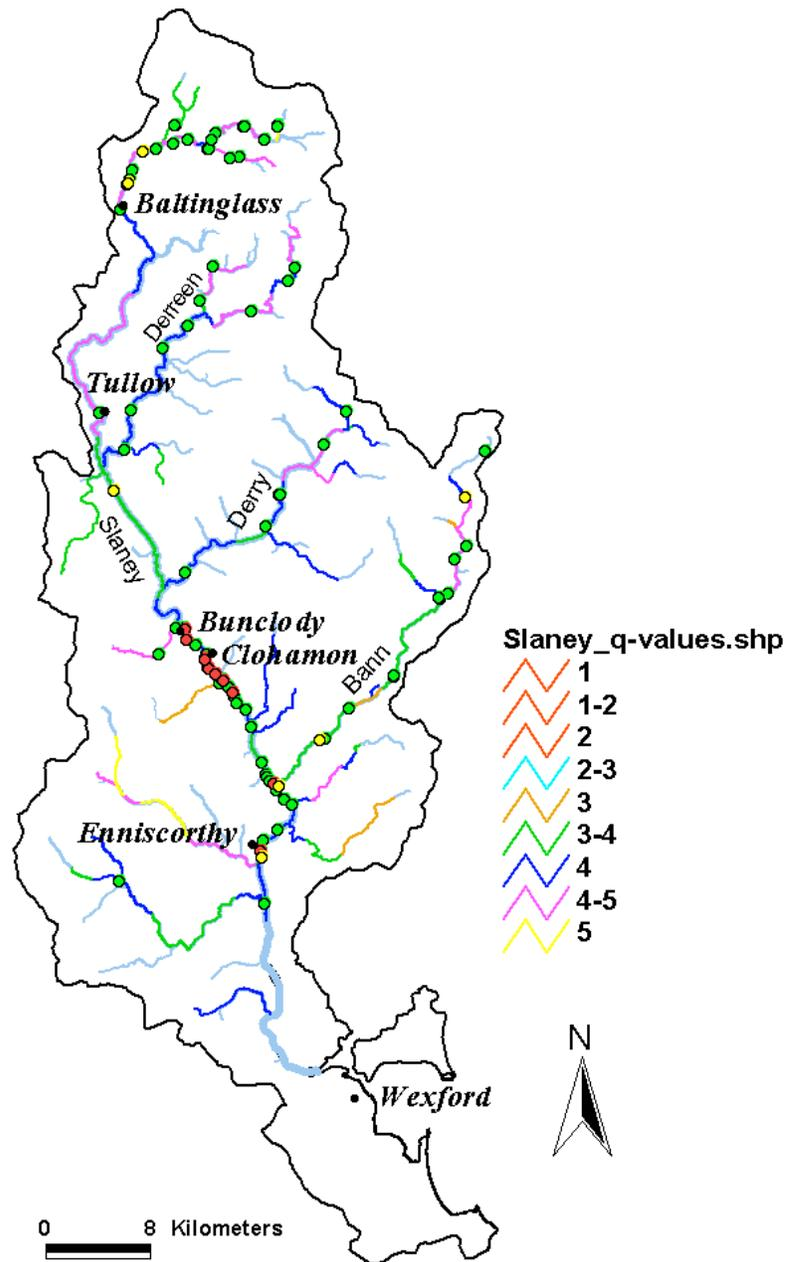 Baltinglass
Derreen
Tullow
Derry
Slaney
Bunclody
Clohamon
Bann
Slaney_q-values.shp
1
1-2
2
2-3
3
3-4
4
4-5
5
Enniscorthy
N
Wexford
0 8 Kilometers